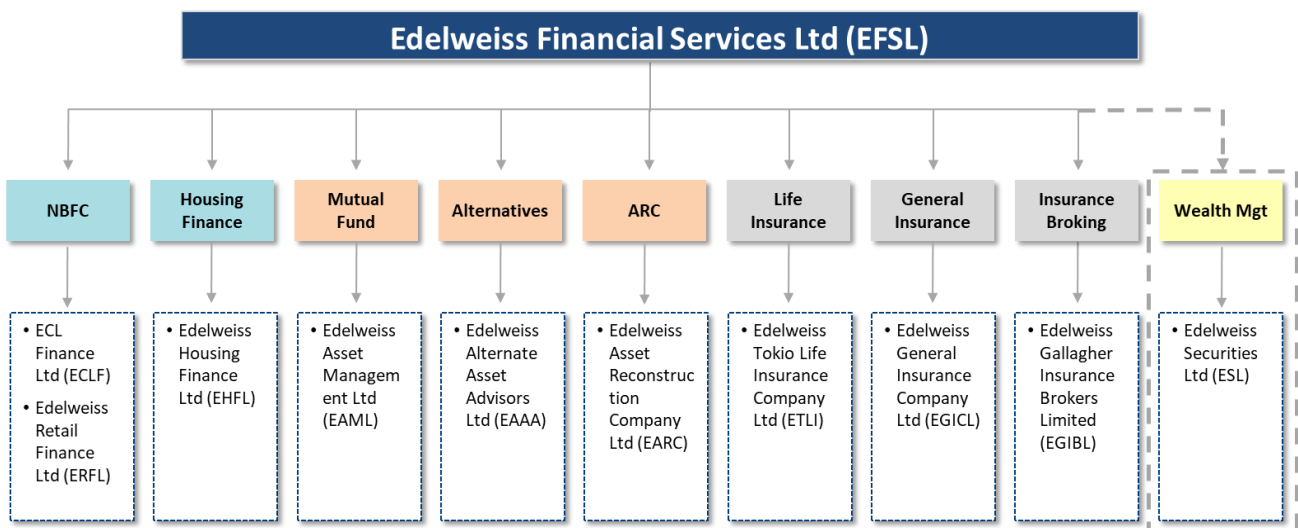 Edelweiss Financial Services Ltd (EFSL)
NBFC
Housing
Finance
Mutual
Fund
Alternatives
ARC
Life
Insurance
General
Insurance
Insurance
Broking
Wealth Mgt
• ECL
Finance
Ltd (ECLF)
• Edelweiss
Retail
Finance
Ltd (ERFL)
• Edelweiss
Housing
Finance
Ltd (EHFL)
• Edelweiss
Asset
Managem
ent Ltd
(EAML)
• Edelweiss
Alternate
Asset
Advisors
Ltd (EAAA)
• Edelweiss
Asset
Reconstruc
tion
Company
Ltd (EARC)
• Edelweiss
Tokio Life
Insurance
Company
Ltd (ETLI)
• Edelweiss
General
Insurance
Company
Ltd (EGICL)
• Edelweiss
Gallagher
Insurance
Brokers
Limited
(EGIBL)
• Edelweiss
Securities
Ltd (ESL)